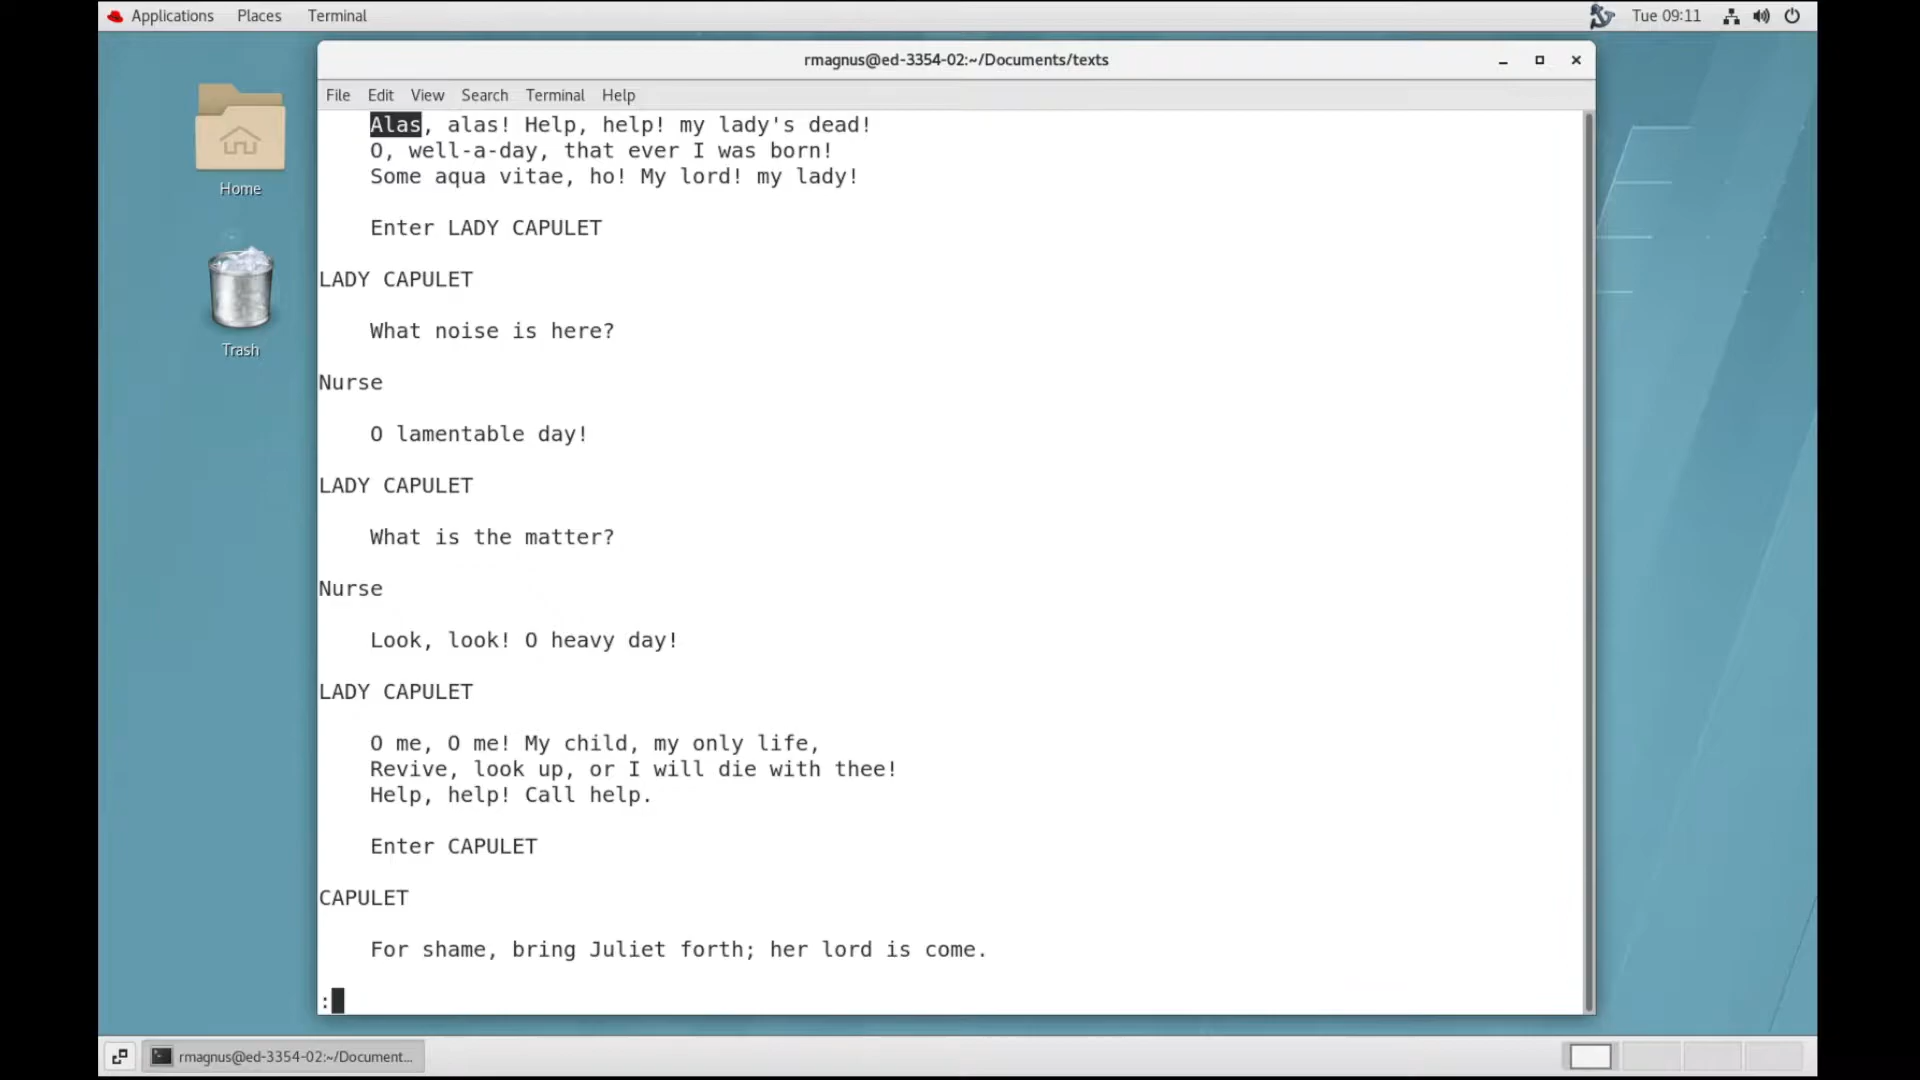 Applications Places Terminal Tue 09:11
rmagnus@ed-3354-02:~/Documents/texts
File Edit View Search Terminal Help
Home
Trash
Alas, alas! Help, help! my lady's dead!
O, well-a-day, that ever I was born!
Some aqua vitae, ho! My lord! my lady!
Enter LADY CAPULET
LADY CAPULET
What noise is here?
Nurse
O lamentable day!
LADY CAPULET
What is the matter?
Nurse
Look, look! O heavy day!
LADY CAPULET
O me, O me! My child, my only life,
Revive, look up, or I will die with thee!
Help, help! Call help.
Enter CAPULET
CAPULET
For shame, bring Juliet forth; her lord is come.
:
rmagnus@ed-3354-02:~/Document...